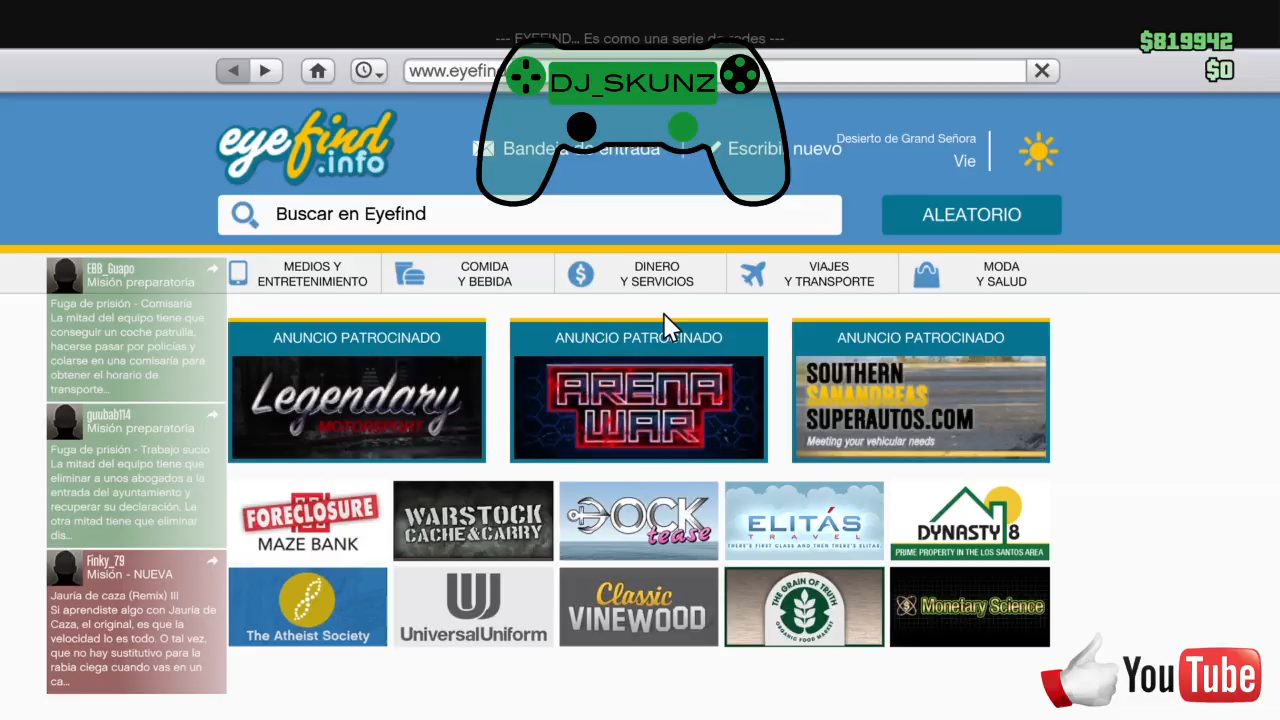 --- EYEFIND... Es como una serie de redes ---
$819942
$0
www.eyefin
DJ_SKUNZ
eyefind
.info
Bandeja de entrada
Escribir nuevo
Desierto de Grand Señora
Vie
Buscar en Eyefind
ALEATORIO
MEDIOS Y
ENTRETENIMIENTO
COMIDA
Y BEBIDA
DINERO
Y SERVICIOS
VIAJES
Y TRANSPORTE
MODA
Y SALUD
EBB_Guapo
Misión preparatoria
Fuga de prisión - Comisaría
La mitad del equipo tiene que
conseguir un coche patrulla,
hacerse pasar por policías y
colarse en una comisaría para
obtener el horario de
transporte...
guubab114
Misión preparatoria
Fuga de prisión - Trabajo sucio
La mitad del equipo tiene que
eliminar a unos abogados a la
entrada del ayuntamiento y
recuperar su declaración. La
otra mitad tiene que eliminar
dis...
Finky_79
Misión - NUEVA
Jauría de caza (Remix) III
Si aprendiste algo con Jauría de
Caza, el original, es que la
velocidad lo es todo. O tal vez,
que no hay sustitutivo para la
rabia ciega cuando vas en un
ca...
ANUNCIO PATROCINADO
Legendary
MOTORSPORT
ANUNCIO PATROCINADO
ARENA
WAR
ANUNCIO PATROCINADO
SOUTHERN
SANANDREAS
SUPERAUTOS.COM
Meeting your vehicular needs
FORECLOSURE
MAZE BANK
WARSTOCK
CACHE&CARRY
DOCK
tease
ELITÁS
TRAVEL
THERE'S FIRST CLASS AND THEN THERE'S ELITÁS.
DYNASTY 8
PRIME PROPERTY IN THE LOS SANTOS AREA
The Atheist Society
UniversalUniform
Classic
VINEWOOD
THE GRAIN OF TRUTH
ORGANIC FOOD MARKET
Monetary Science
YouTube